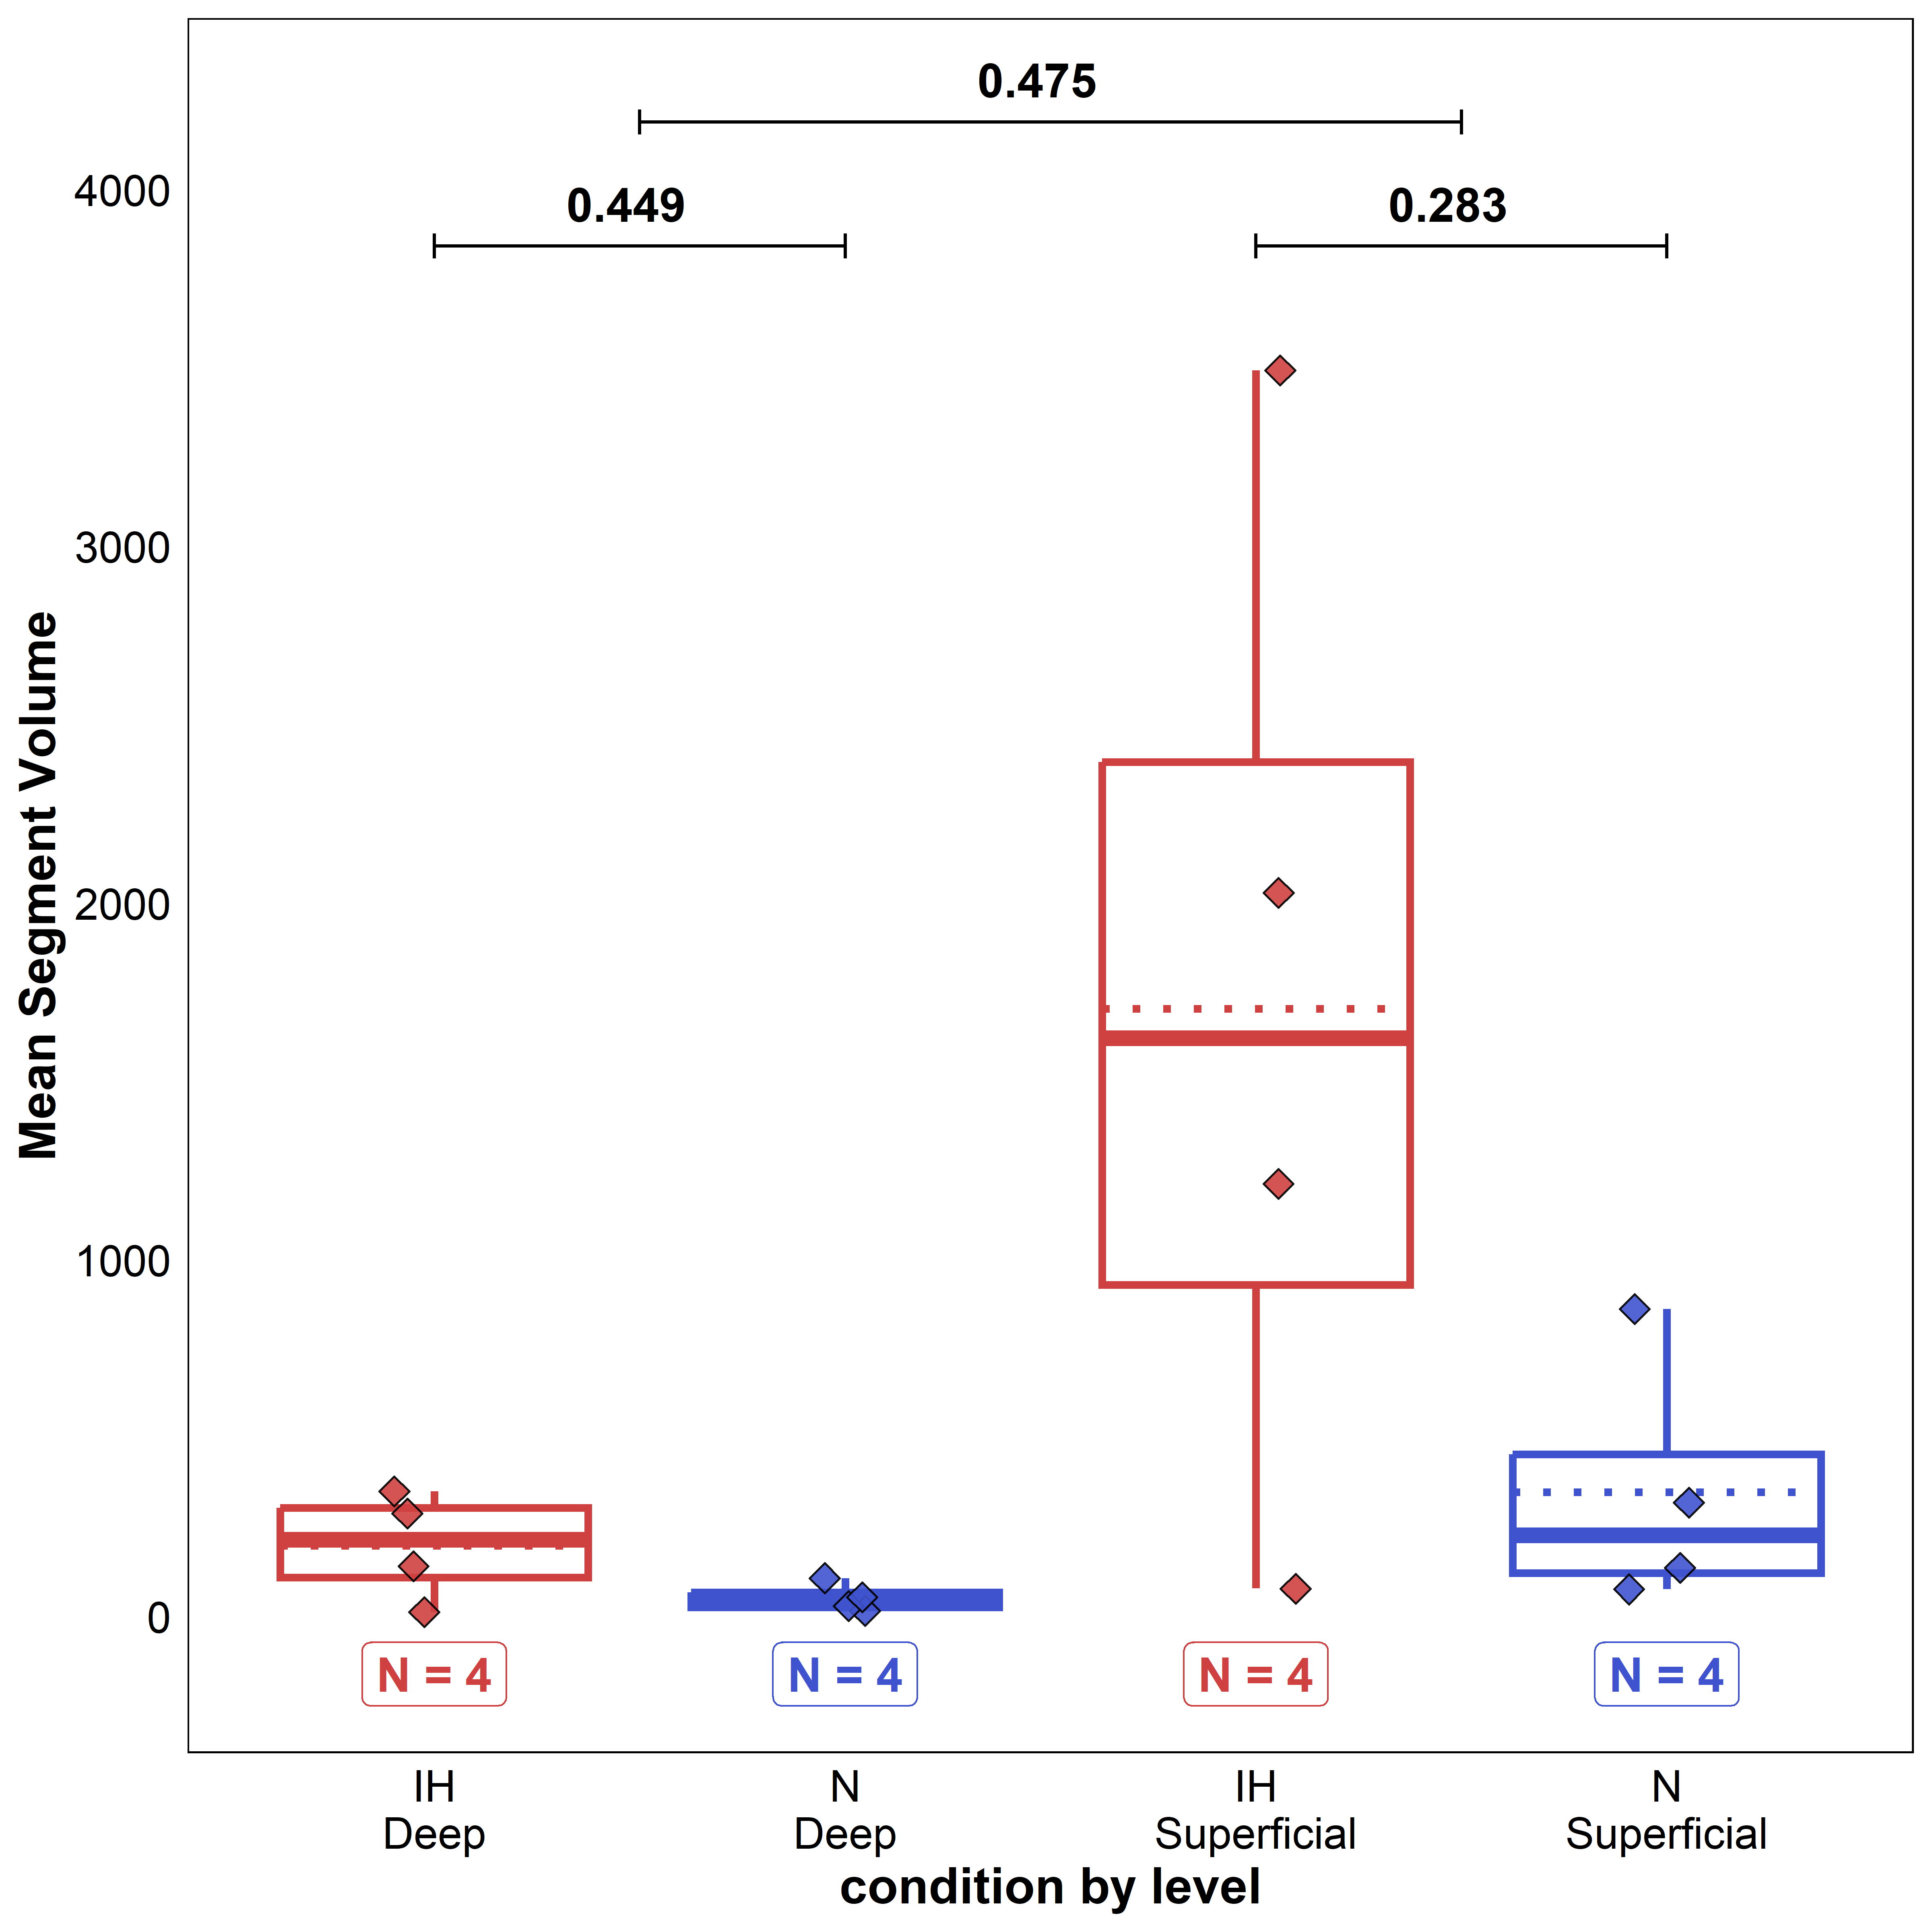 0.475
0.449
0.283
4000
3000
2000
1000
0
Mean Segment Volume
N = 4
N = 4
N = 4
N = 4
IH
Deep
N
Deep
IH
Superficial
N
Superficial
condition by level